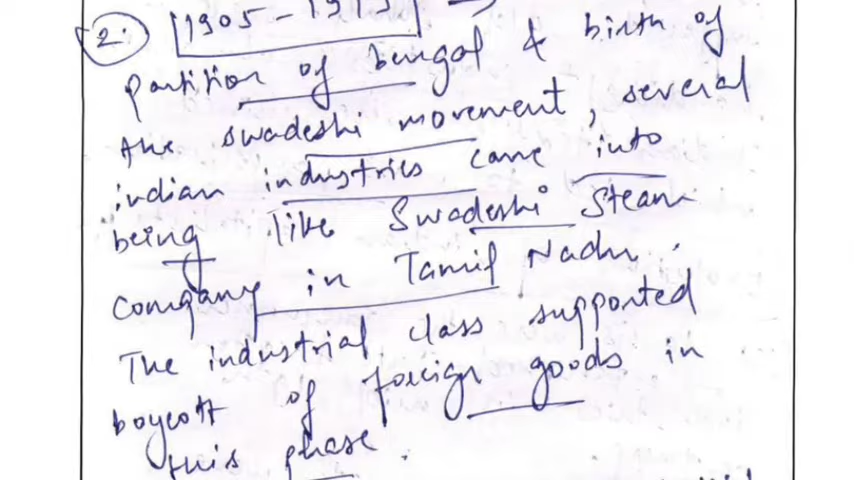 2. [1905 - 191 ] →
partition of bengal & birth of
the swadeshi movement, several
indian industries came into
being like Swadeshi Steam
company in Tamil Nadu.
The industrial class supported
boycott of foreign goods in
this phase.